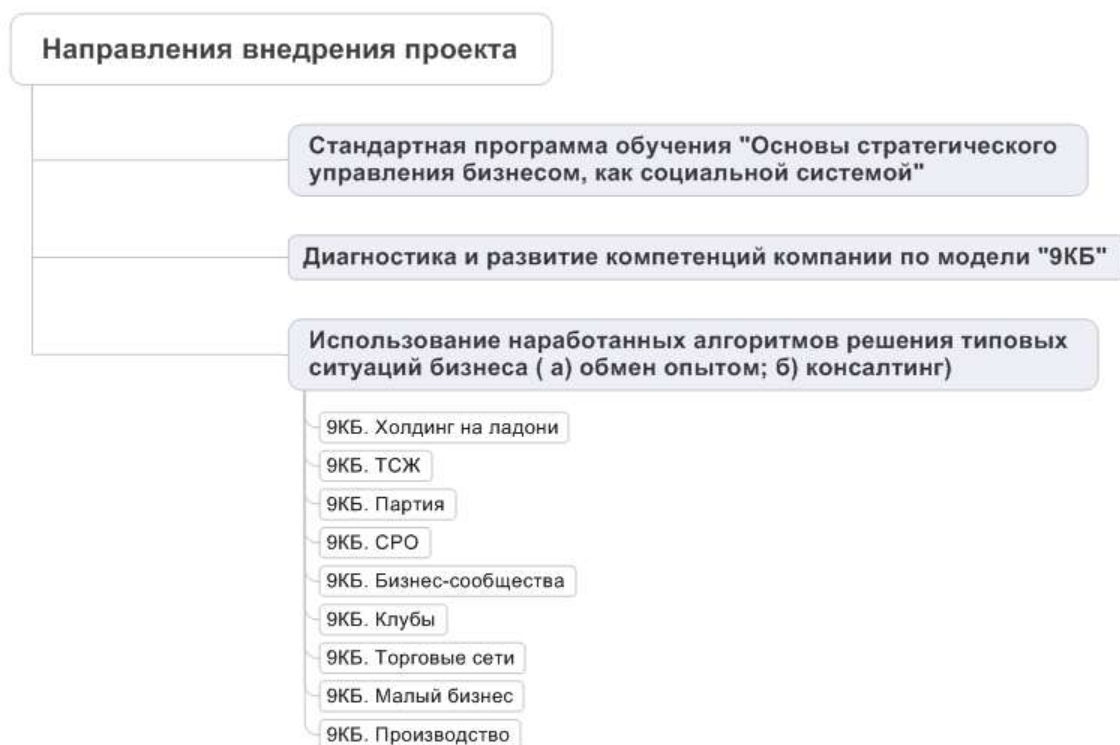 Направления внедрения проекта
Стандартная программа обучения "Основы стратегического
управления бизнесом, как социальной системой"
Диагностика и развитие компетенций компании по модели "9КБ"
Использование наработанных алгоритмов решения типовых
ситуаций бизнеса ( а) обмен опытом; б) консалтинг)
9КБ. Холдинг на ладони
9КБ. ТСЖ
9КБ. Партия
9КБ. СРО
9КБ. Бизнес-сообщества
9КБ. Клубы
9КБ. Торговые сети
9КБ. Малый бизнес
9КБ. Производство